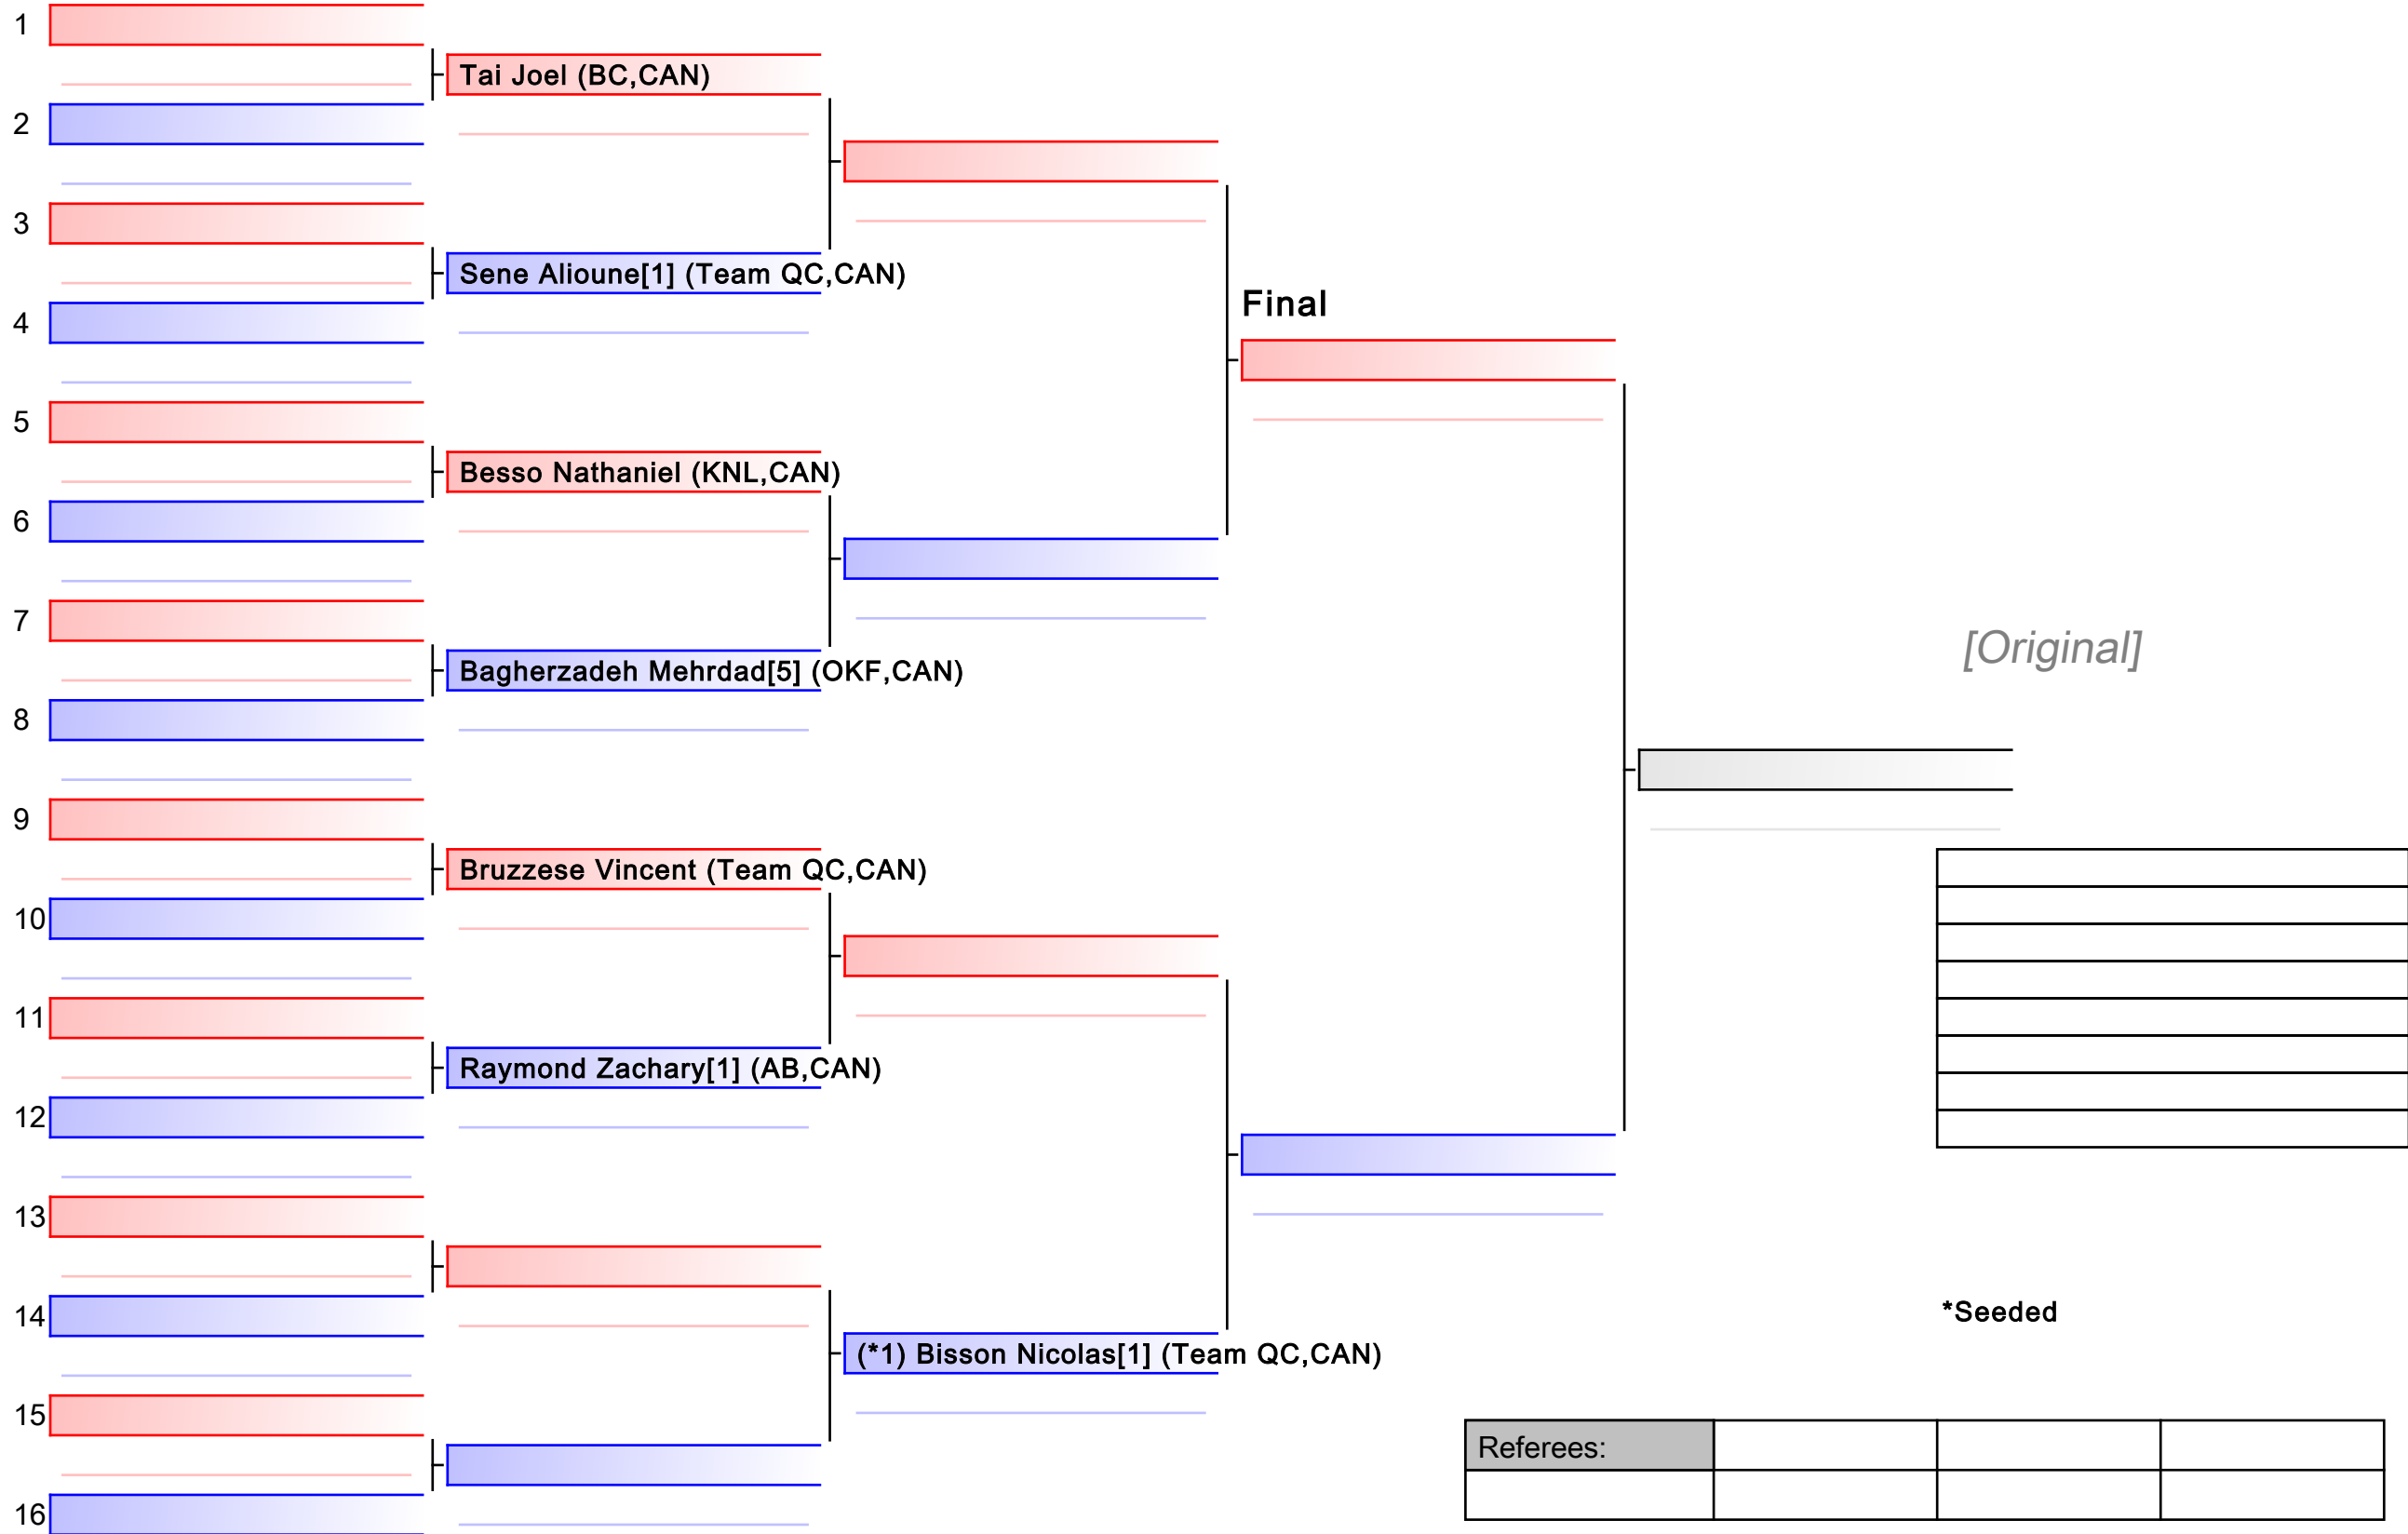 1
Tai Joel (BC,CAN)
2
3
Sene Alioune[1] (Team QC,CAN)
Final
4
5
Besso Nathaniel (KNL,CAN)
6
7
[Original]
Bagherzadeh Mehrdad[5] (OKF,CAN)
8
9
Bruzzese Vincent (Team QC,CAN)
10
11
Raymond Zachary[1] (AB,CAN)
12
13
14
*Seeded
(*1) Bisson Nicolas[1] (Team QC,CAN)
15
Referees:
16